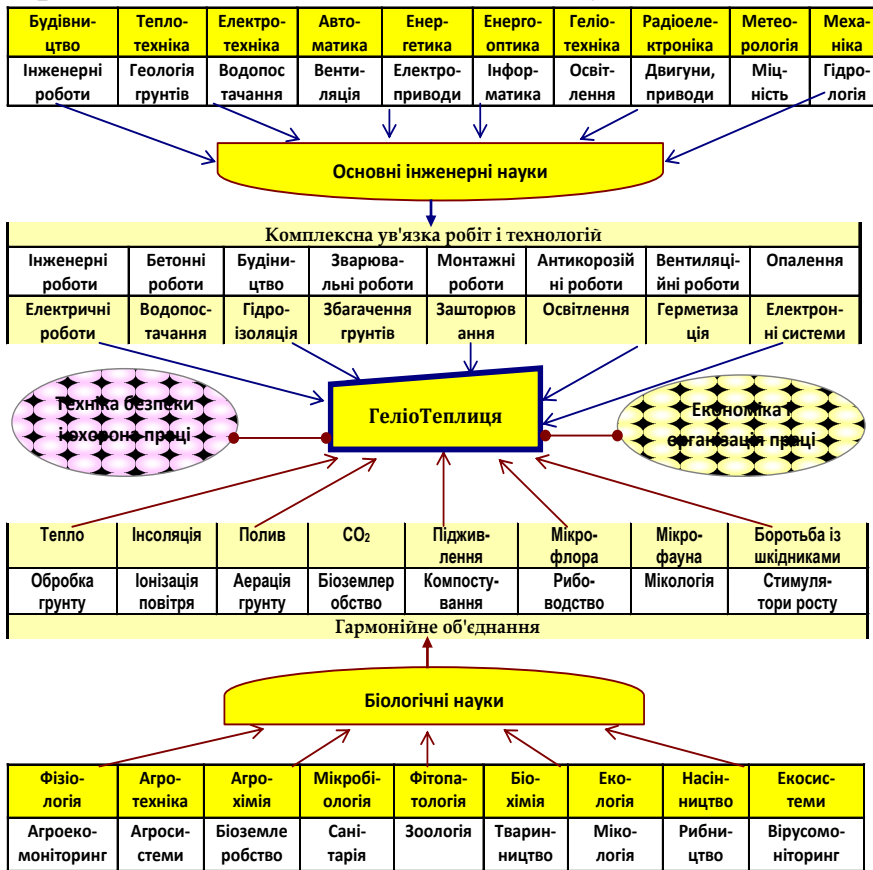 Будівни- Тепло- Електро- Авто- Енер- Енерго- Геліо- Радіоеле- Метео- Меха-
цтво техніка техніка матика гетика оптика техніка ктроніка рологія ніка
Інженерні Геологія Водопос Венти- Електро- Інфор- Освіт- Двигуни, Міц- Гідро-
роботи грунтів тачання ляція приводи матика лення приводи ність логія
Основні інженерні науки
Комплексна ув'язка робіт і технологій
Інженерні Бетонні Будіни- Зварюва- Монтажні Антикорозій Вентиляці- Опалення
роботи роботи цтво льні роботи роботи ні роботи йні роботи
Електричні Водопос- Гідро- Збагачення Зашторюв Освітлення Герметиза Електрон-
роботи тачання ізоляція грунтів ання ція ні системи
Техніка безпеки
і охорона праці
ГеліоТеплиця
Економіка і
організація праці
Тепло Інсоляція Полив CO₂ Піджив- Мікро- Мікро- Боротьба із
лення флора фауна шкідниками
Обробка Іонізація Аерація Біоземлер Компосту- Рибо- Мікологія Стимуля-
грунту повітря грунту обство вання водство тори росту
Гармонійне об'єднання
Біологічні науки
Фізіо- Агро- Агро- Мікробі- Фітопа- Біо- Еко- Насін- Екосис-
логія техніка хімія ологія тологія хімія логія ництво теми
Агроеко- Агроси- Біоземле Сані- Зоологія Тварин- Міко- Рибни- Вірусомо-
моніторинг стеми робство тарія ництво логія цтво ніторинг